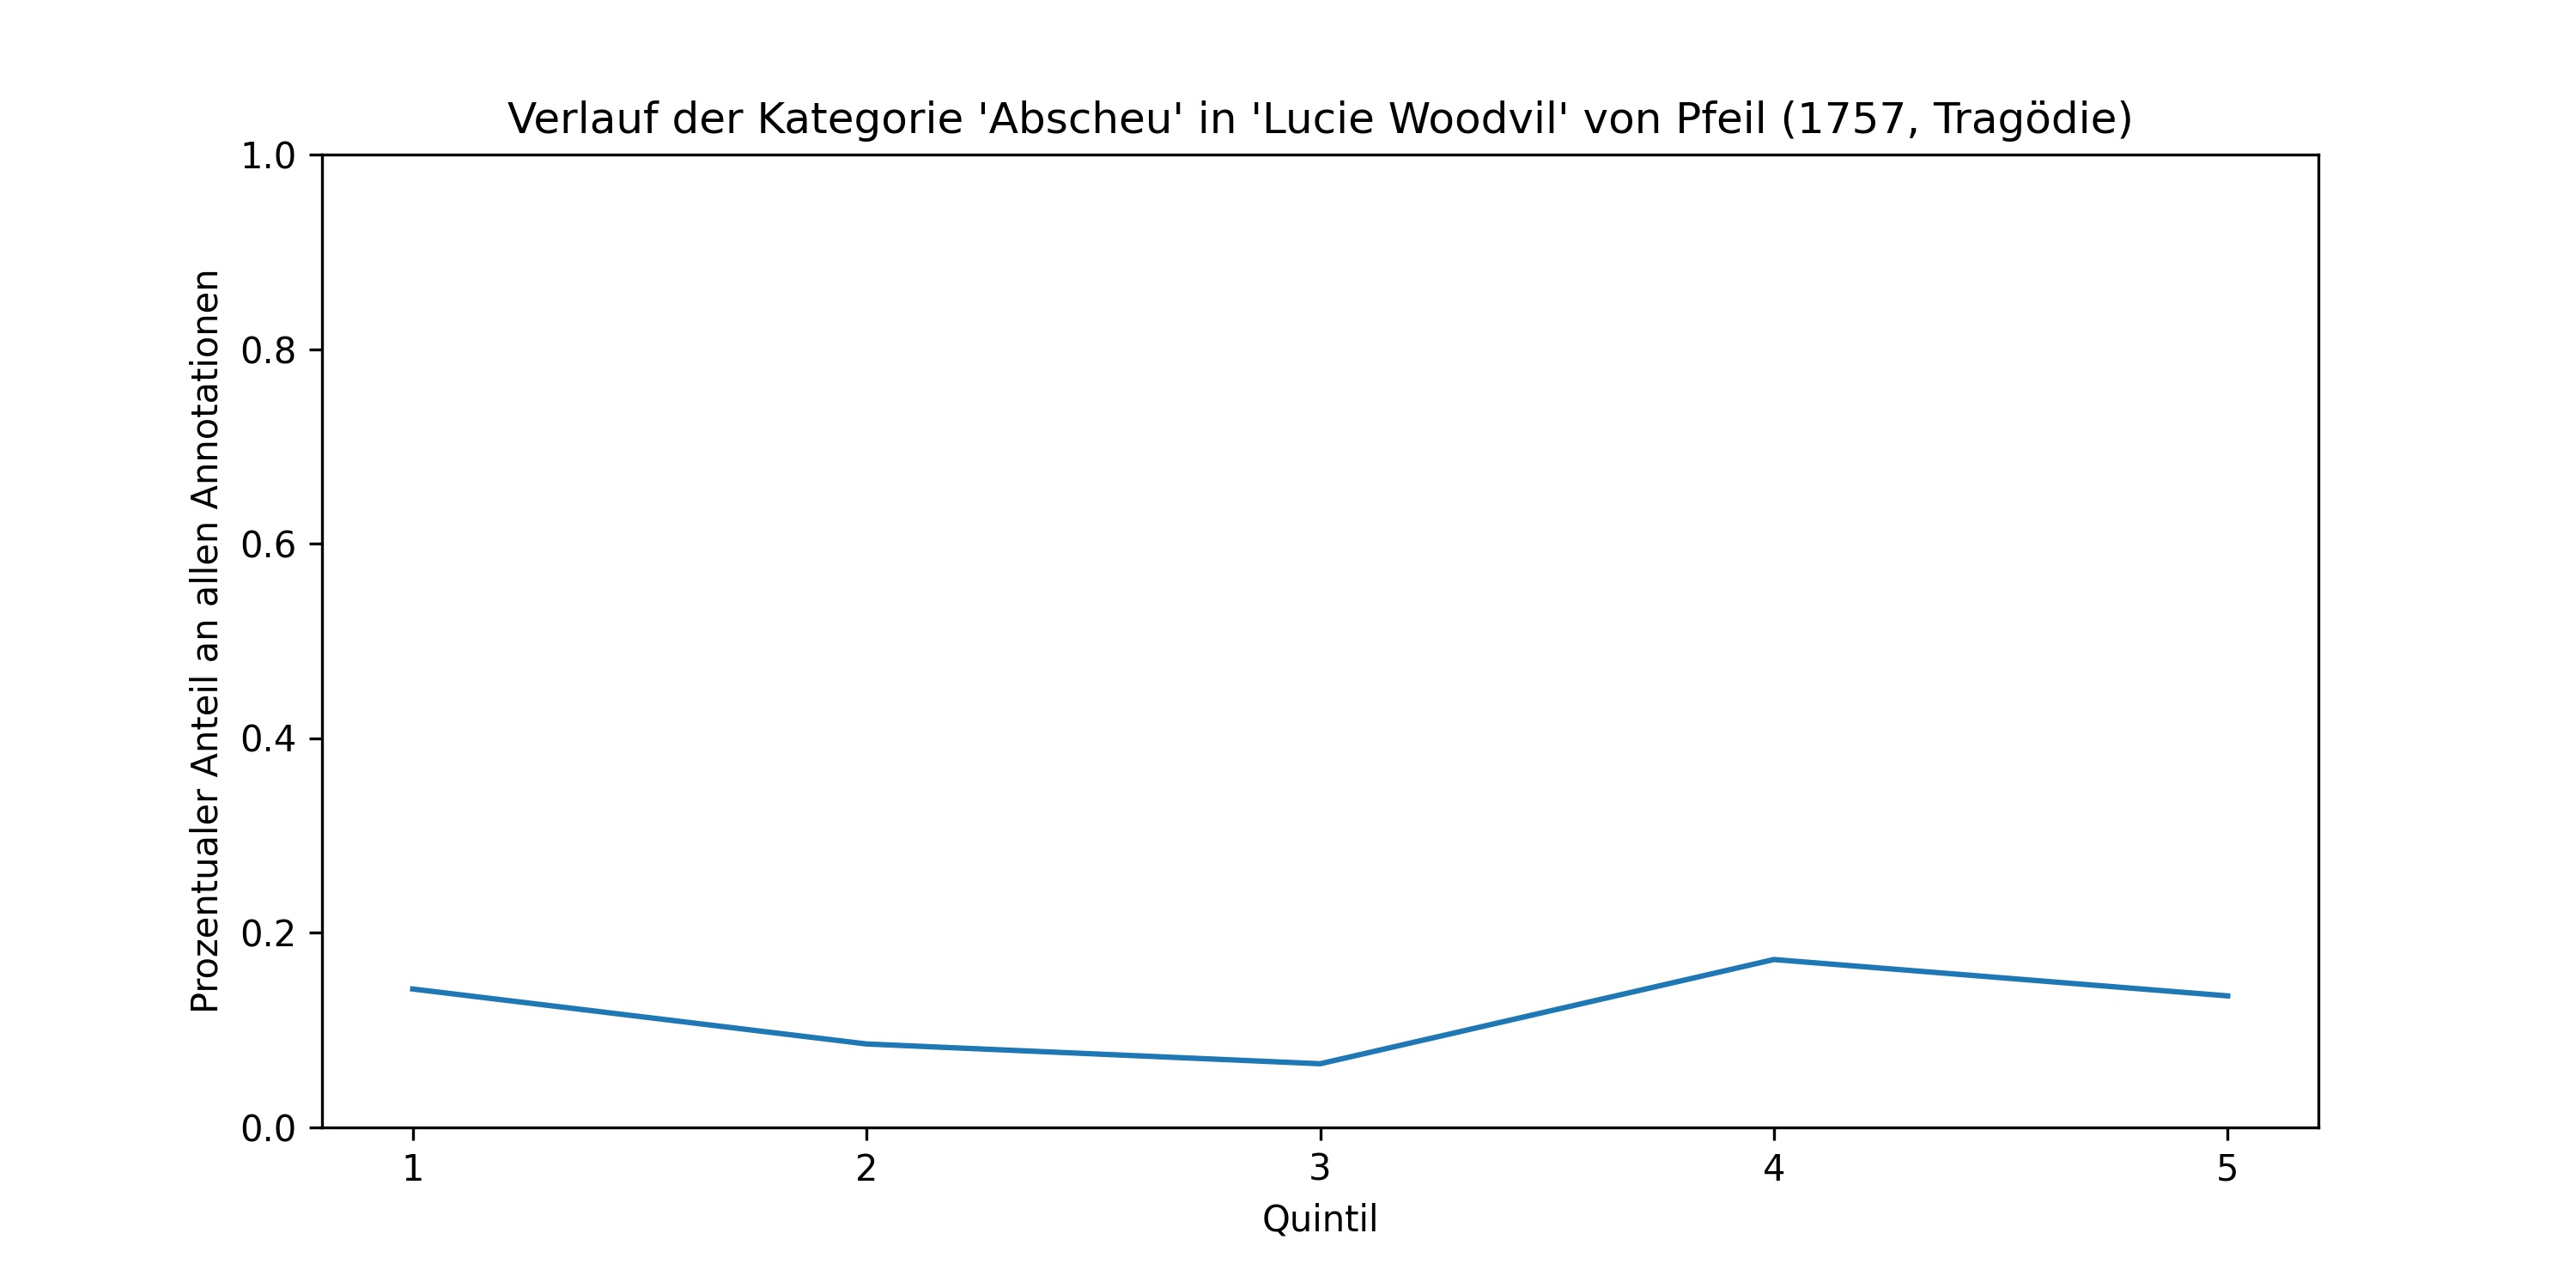 Verlauf der Kategorie 'Abscheu' in 'Lucie Woodvil' von Pfeil (1757, Tragödie)
Prozentualer Anteil an allen Annotationen
1.0
0.8
0.6
0.4
0.2
0.0
1 2 3 4 5
Quintil